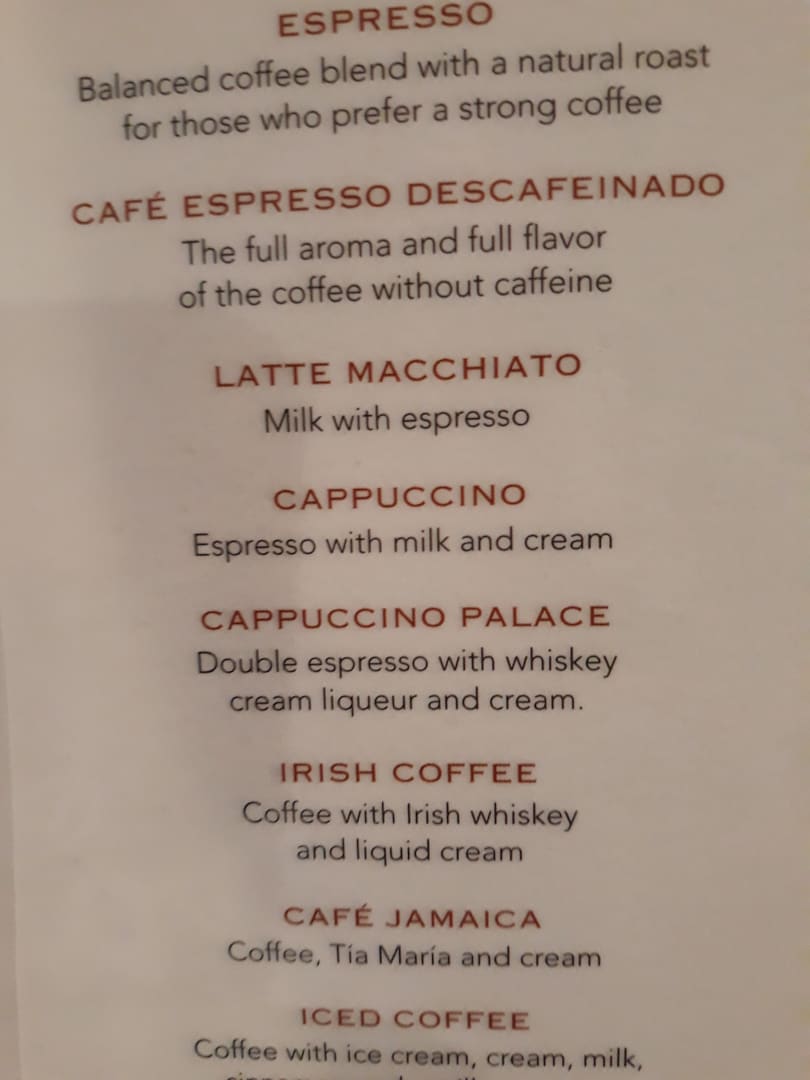 ESPRESSO
Balanced coffee blend with a natural roast
for those who prefer a strong coffee
CAFÉ ESPRESSO DESCAFEINADO
The full aroma and full flavor
of the coffee without caffeine
LATTE MACCHIATO
Milk with espresso
CAPPUCCINO
Espresso with milk and cream
CAPPUCCINO PALACE
Double espresso with whiskey
cream liqueur and cream.
IRISH COFFEE
Coffee with Irish whiskey
and liquid cream
CAFÉ JAMAICA
Coffee, Tía María and cream
ICED COFFEE
Coffee with ice cream, cream, milk,